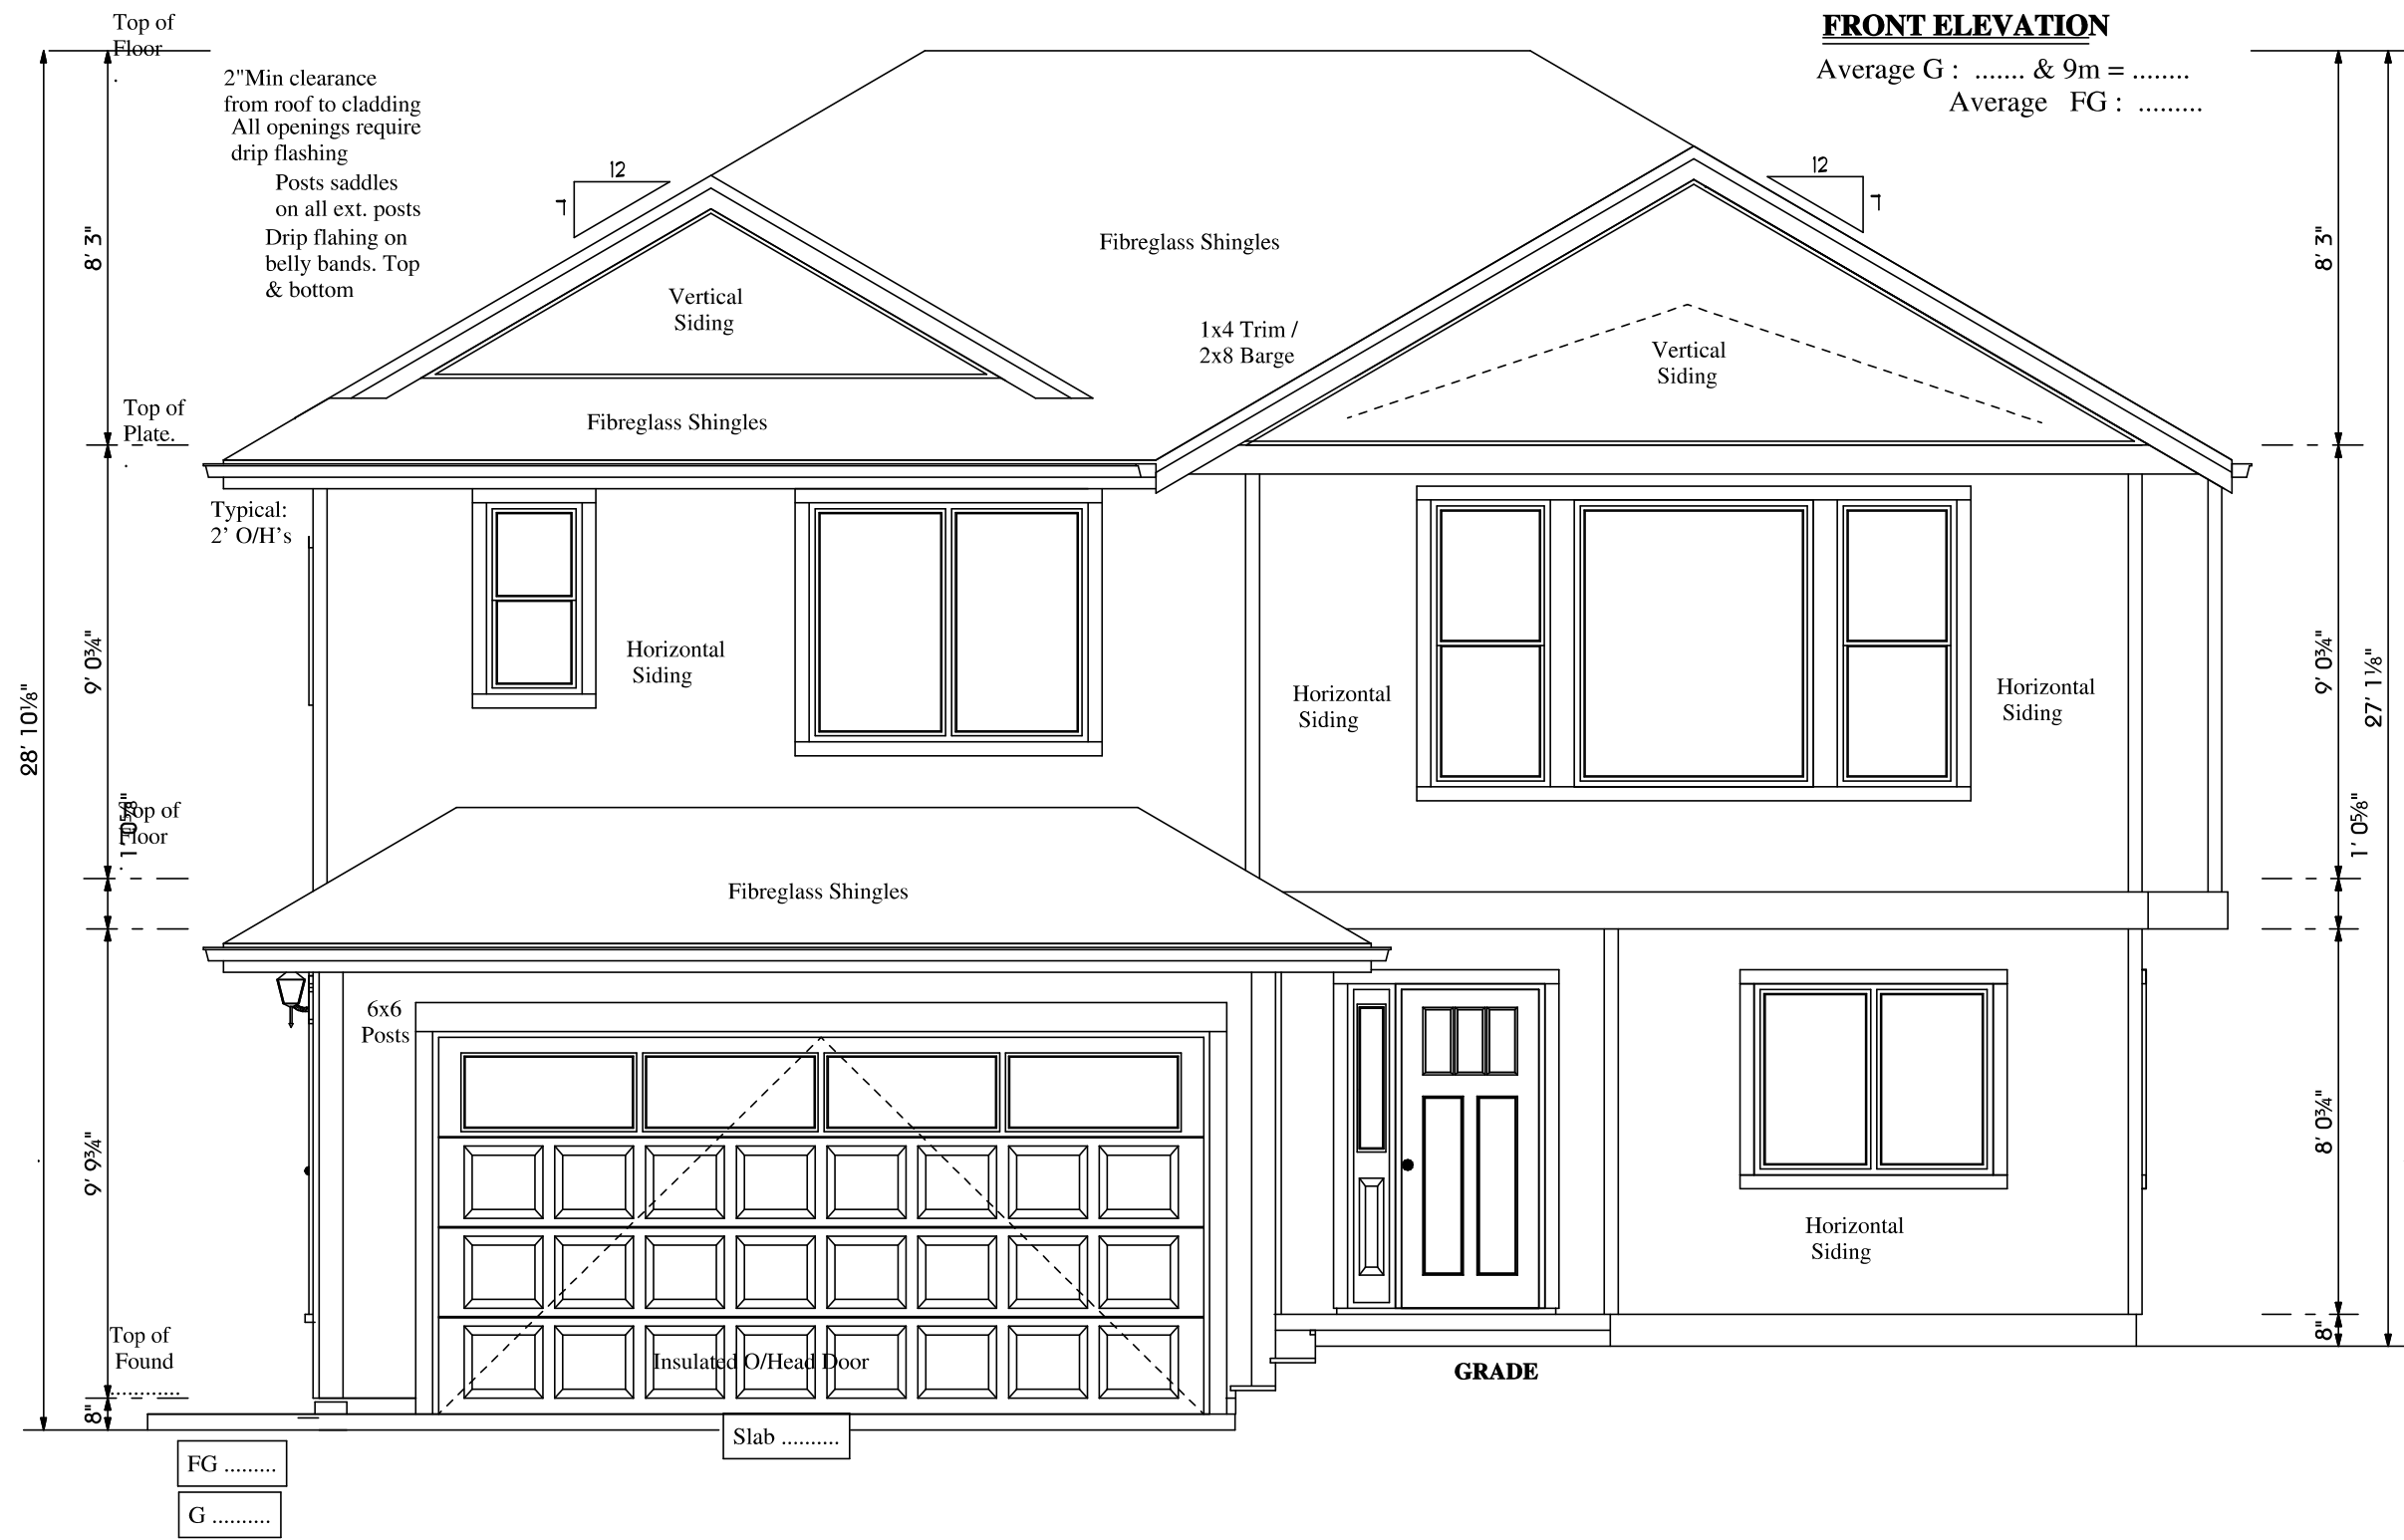 Top of
Floor
.
FRONT ELEVATION
Average G : ....... & 9m = ........
Average FG : .........
2"Min clearance
from roof to cladding
All openings require
drip flashing
Posts saddles
on all ext. posts
Drip flahing on
belly bands. Top
& bottom
12
7
12
7
8' 3"
Fibreglass Shingles
8' 3"
Vertical
Siding
1x4 Trim /
2x8 Barge
Vertical
Siding
Top of
Plate.
.
Fibreglass Shingles
Typical:
2' O/H's
9' 0¾"
Horizontal
Siding
Horizontal
Siding
Horizontal
Siding
9' 0¾"
28' 10⅛"
27' 1⅛"
Top of
Floor
.
1' 0⅝"
1' 0⅝"
Fibreglass Shingles
6x6
Posts
9' 9¾"
8' 0¾"
Horizontal
Siding
Top of
Found
............
Insulated O/Head Door
8"
GRADE
8"
Slab ..........
FG .........
G ..........